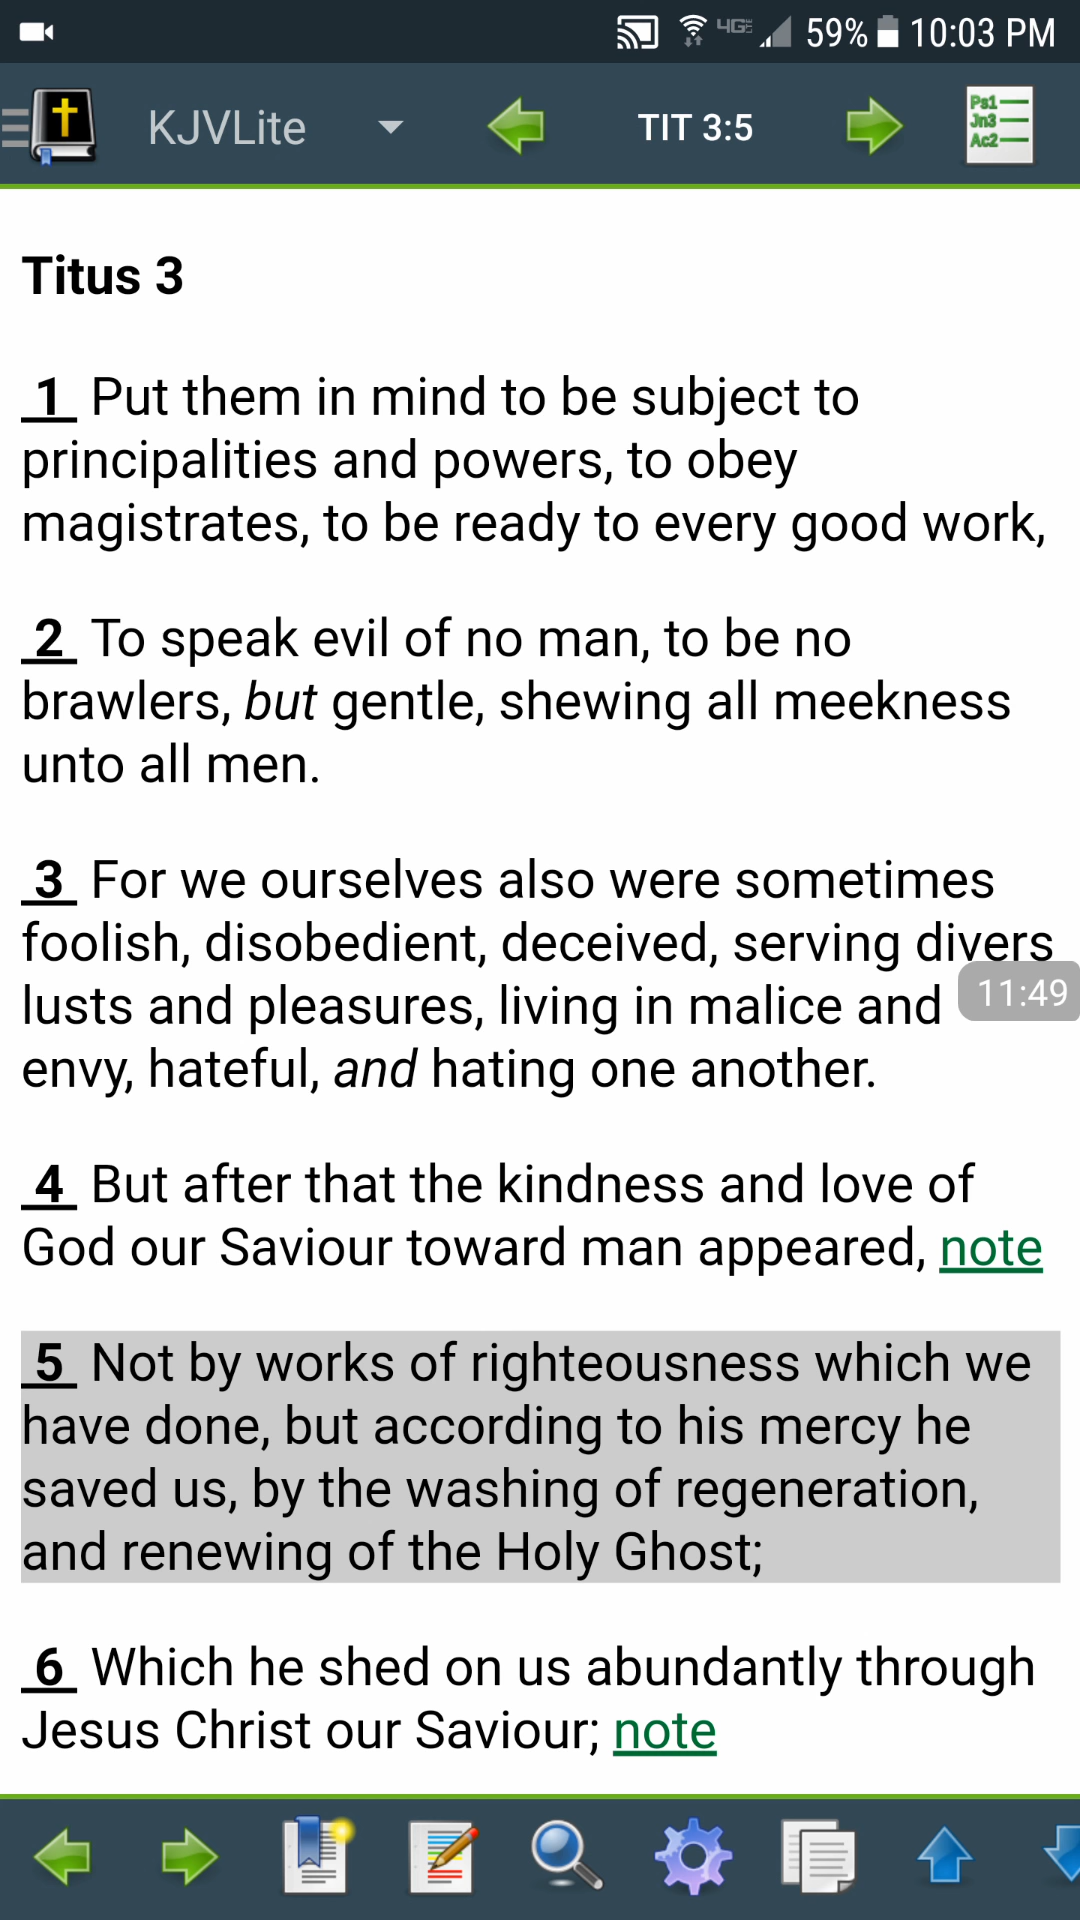 4G LTE 59% 10:03 PM
KJVLite TIT 3:5 Ps1 Jn3 Ac2
Titus 3
1 Put them in mind to be subject to
principalities and powers, to obey
magistrates, to be ready to every good work,
2 To speak evil of no man, to be no
brawlers, but gentle, shewing all meekness
unto all men.
3 For we ourselves also were sometimes
foolish, disobedient, deceived, serving divers
lusts and pleasures, living in malice and
11:49
envy, hateful, and hating one another.
4 But after that the kindness and love of
God our Saviour toward man appeared, note
5 Not by works of righteousness which we
have done, but according to his mercy he
saved us, by the washing of regeneration,
and renewing of the Holy Ghost;
6 Which he shed on us abundantly through
Jesus Christ our Saviour; note